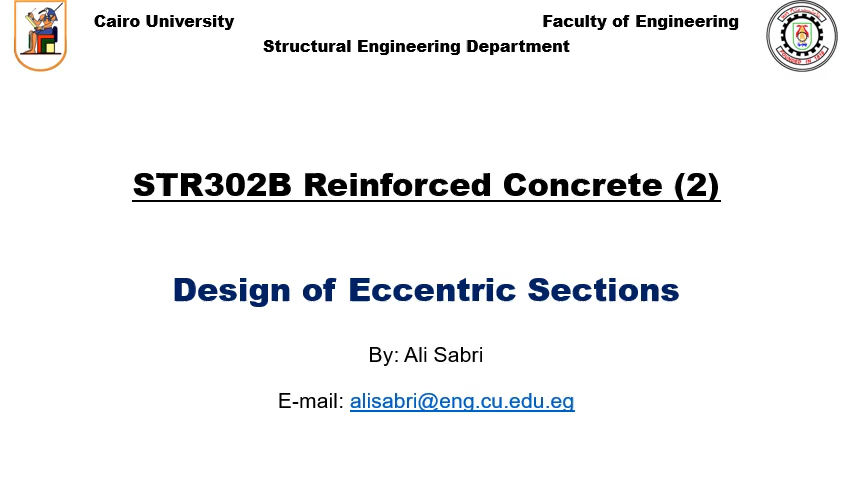 Cairo University
Faculty of Engineering
Structural Engineering Department
STR302B Reinforced Concrete (2)
Design of Eccentric Sections
By: Ali Sabri
E-mail: alisabri@eng.cu.edu.eg